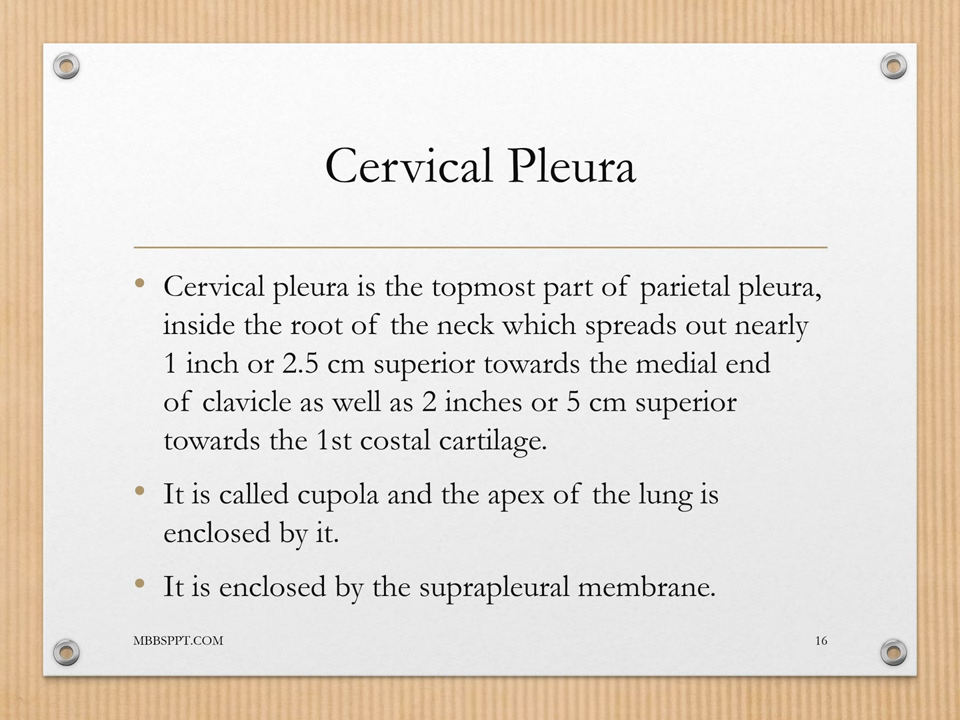 Cervical Pleura
• Cervical pleura is the topmost part of parietal pleura,
inside the root of the neck which spreads out nearly
1 inch or 2.5 cm superior towards the medial end
of clavicle as well as 2 inches or 5 cm superior
towards the 1st costal cartilage.
• It is called cupola and the apex of the lung is
enclosed by it.
• It is enclosed by the suprapleural membrane.
MBBSPPT.COM 16